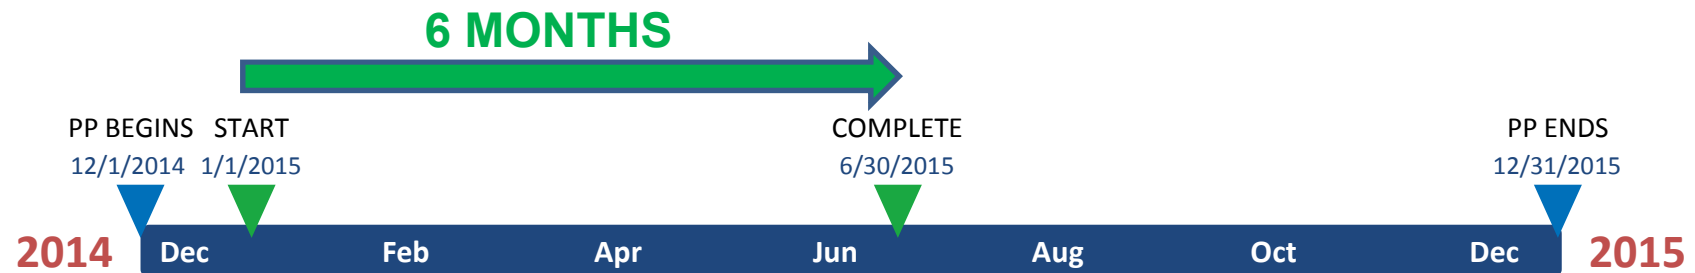 6 MONTHS
PP BEGINS START COMPLETE PP ENDS
12/1/2014 1/1/2015 6/30/2015 12/31/2015
2014 Dec Feb Apr Jun Aug Oct Dec 2015